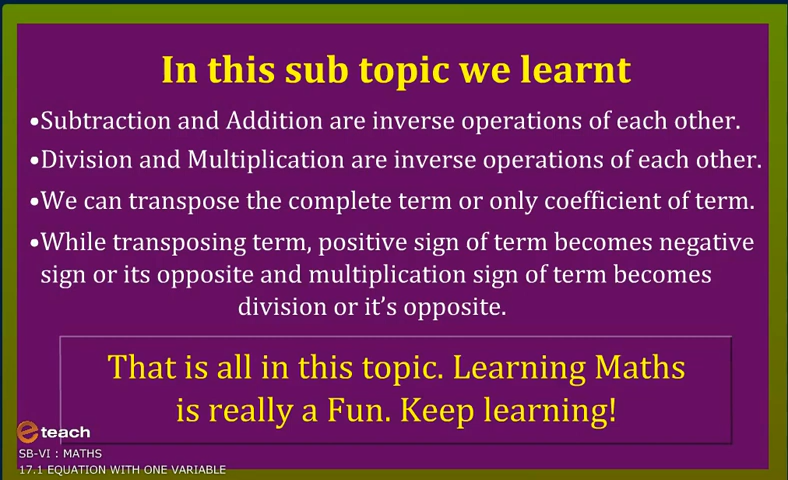 In this sub topic we learnt
•Subtraction and Addition are inverse operations of each other.
•Division and Multiplication are inverse operations of each other.
•We can transpose the complete term or only coefficient of term.
•While transposing term, positive sign of term becomes negative
sign or its opposite and multiplication sign of term becomes
division or it's opposite.
That is all in this topic. Learning Maths
is really a Fun. Keep learning!
e teach
SB-VI : MATHS
17.1 EQUATION WITH ONE VARIABLE